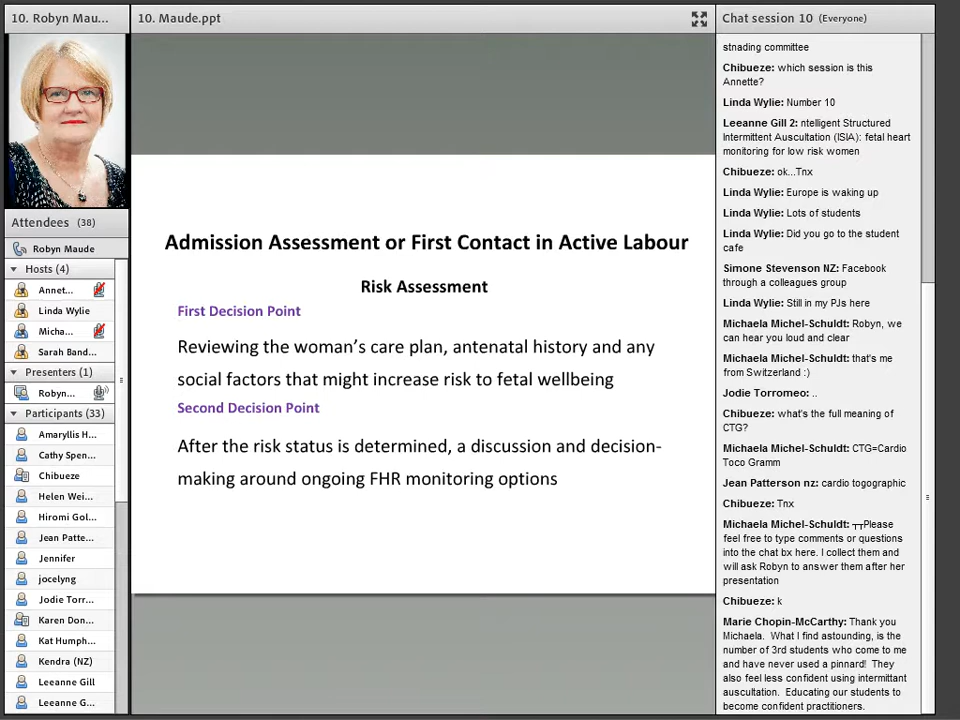 10. Robyn Mau...
Attendees (38)
Robyn Maude
Hosts (4)
Annet...
Linda Wylie
Micha...
Sarah Band...
Presenters (1)
Robyn...
Participants (33)
Amaryllis H...
Cathy Spen...
Chibueze
Helen Wei...
Hiromi Gol...
Jean Patte...
Jennifer
jocelyng
Jodie Torr...
Karen Don...
Kat Humph...
Kendra (NZ)
Leeanne Gill
Leeanne G...
10. Maude.ppt
Admission Assessment or First Contact in Active Labour
Risk Assessment
First Decision Point
Reviewing the woman's care plan, antenatal history and any
social factors that might increase risk to fetal wellbeing
Second Decision Point
After the risk status is determined, a discussion and decision-
making around ongoing FHR monitoring options
Chat session 10 (Everyone)
stnading committee
Chibueze: which session is this
Annette?
Linda Wylie: Number 10
Leeanne Gill 2: ntelligent Structured
Intermittent Auscultation (ISIA): fetal heart
monitoring for low risk women
Chibueze: ok...Tnx
Linda Wylie: Europe is waking up
Linda Wylie: Lots of students
Linda Wylie: Did you go to the student
cafe
Simone Stevenson NZ: Facebook
through a colleagues group
Linda Wylie: Still in my PJs here
Michaela Michel-Schuldt: Robyn, we
can hear you loud and clear
Michaela Michel-Schuldt: that's me
from Switzerland :)
Jodie Torromeo: ..
Chibueze: what's the full meaning of
CTG?
Michaela Michel-Schuldt: CTG=Cardio
Toco Gramm
Jean Patterson nz: cardio togographic
Chibueze: Tnx
Michaela Michel-Schuldt: ┬┬Please
feel free to type comments or questions
into the chat bx here. I collect them and
will ask Robyn to answer them after her
presentation
Chibueze: k
Marie Chopin-McCarthy: Thank you
Michaela. What I find astounding, is the
number of 3rd students who come to me
and have never used a pinnard! They
also feel less confident using intermittant
auscultation. Educating our students to
become confident practitioners.